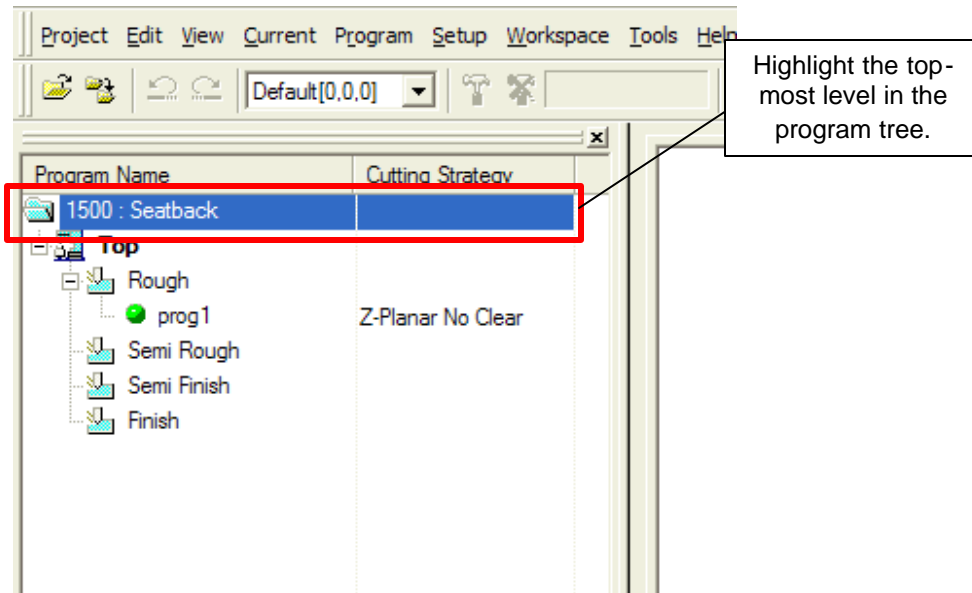 Project Edit View Current Program Setup Workspace Tools Help
Default[0,0,0]
Highlight the top-
most level in the
program tree.
Program Name Cutting Strategy
1500 : Seatback
Top
Rough
prog1 Z-Planar No Clear
Semi Rough
Semi Finish
Finish